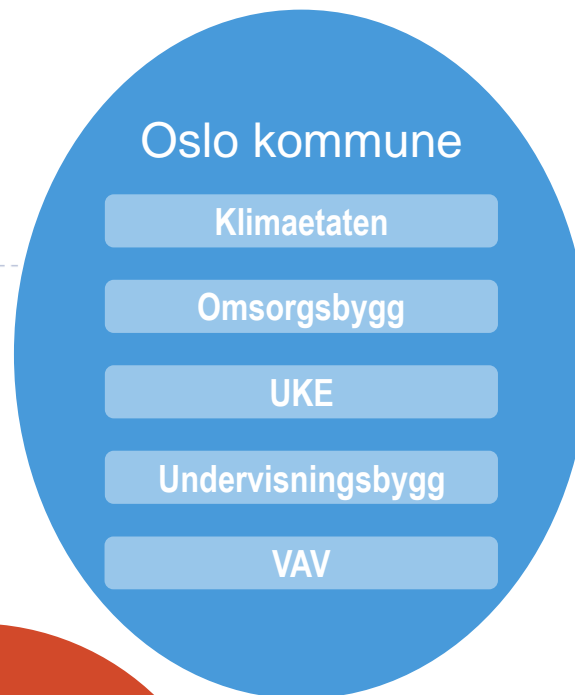 Oslo kommune
Klimaetaten
Omsorgsbygg
UKE
Undervisningsbygg
VAV